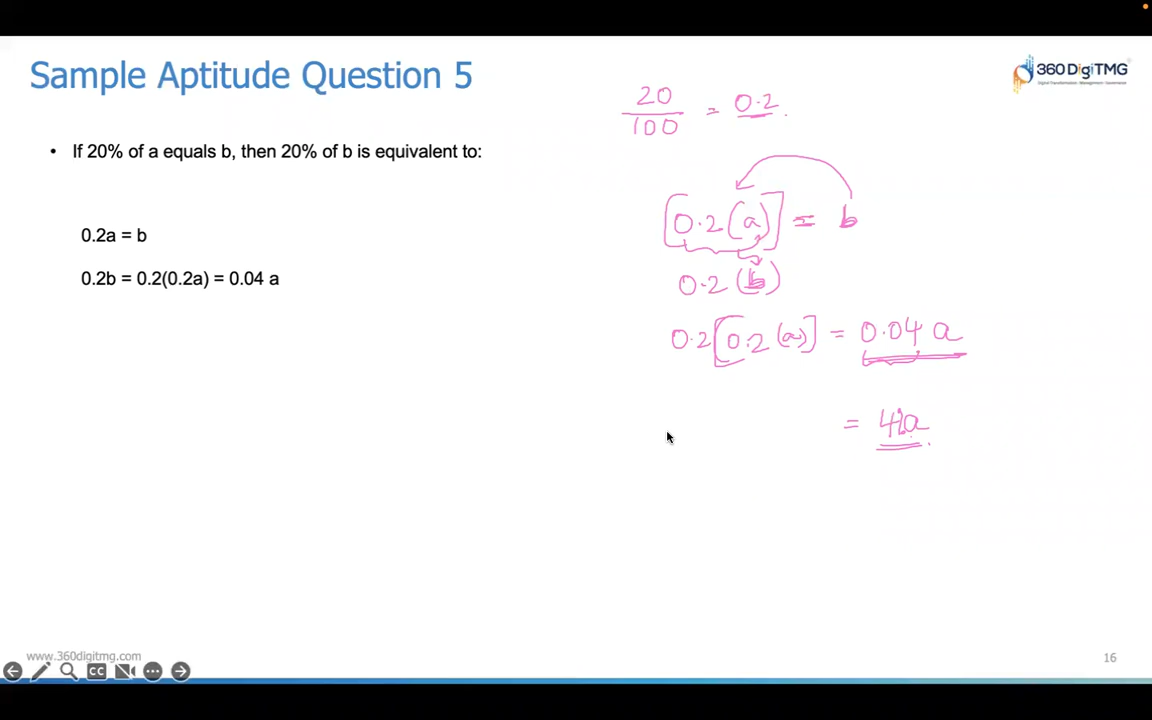 Sample Aptitude Question 5
360DigiTMG
• If 20% of a equals b, then 20% of b is equivalent to:
0.2a = b
0.2b = 0.2(0.2a) = 0.04 a
20/100 = 0.2.
[0.2(a)] = b
0.2(b)
0.2[0.2(a)] = 0.04 a
www.360digitmg.com
CC
16